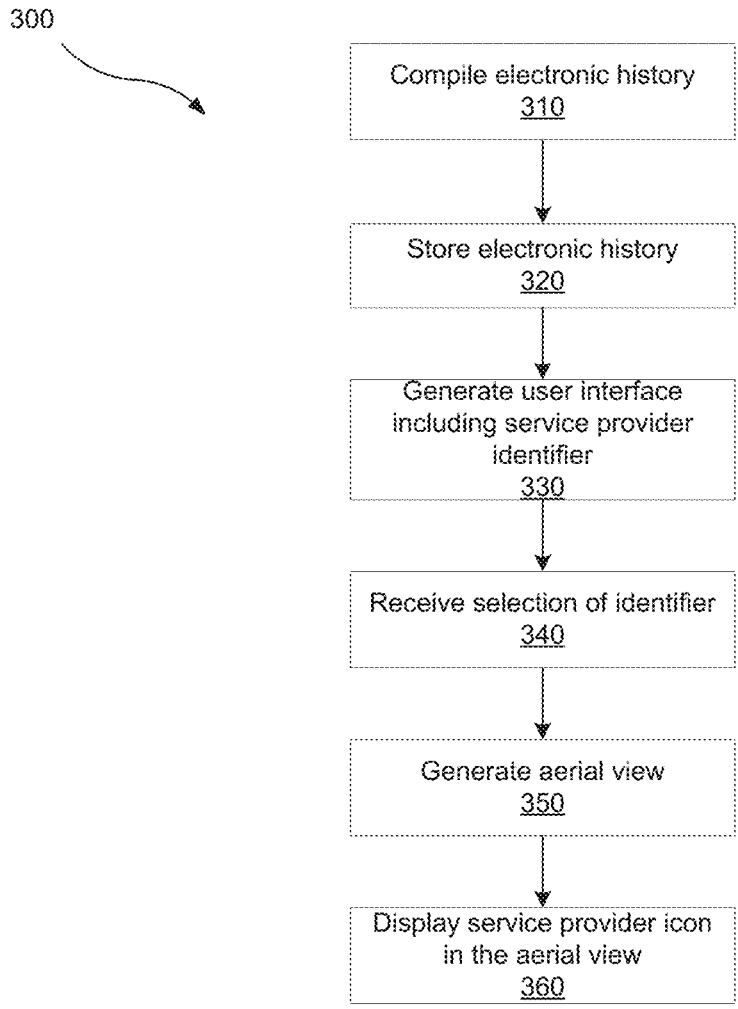 300
Compile electronic history
310
Store electronic history
320
Generate user interface
including service provider
identifier
330
Receive selection of identifier
340
Generate aerial view
350
Display service provider icon
in the aerial view
360